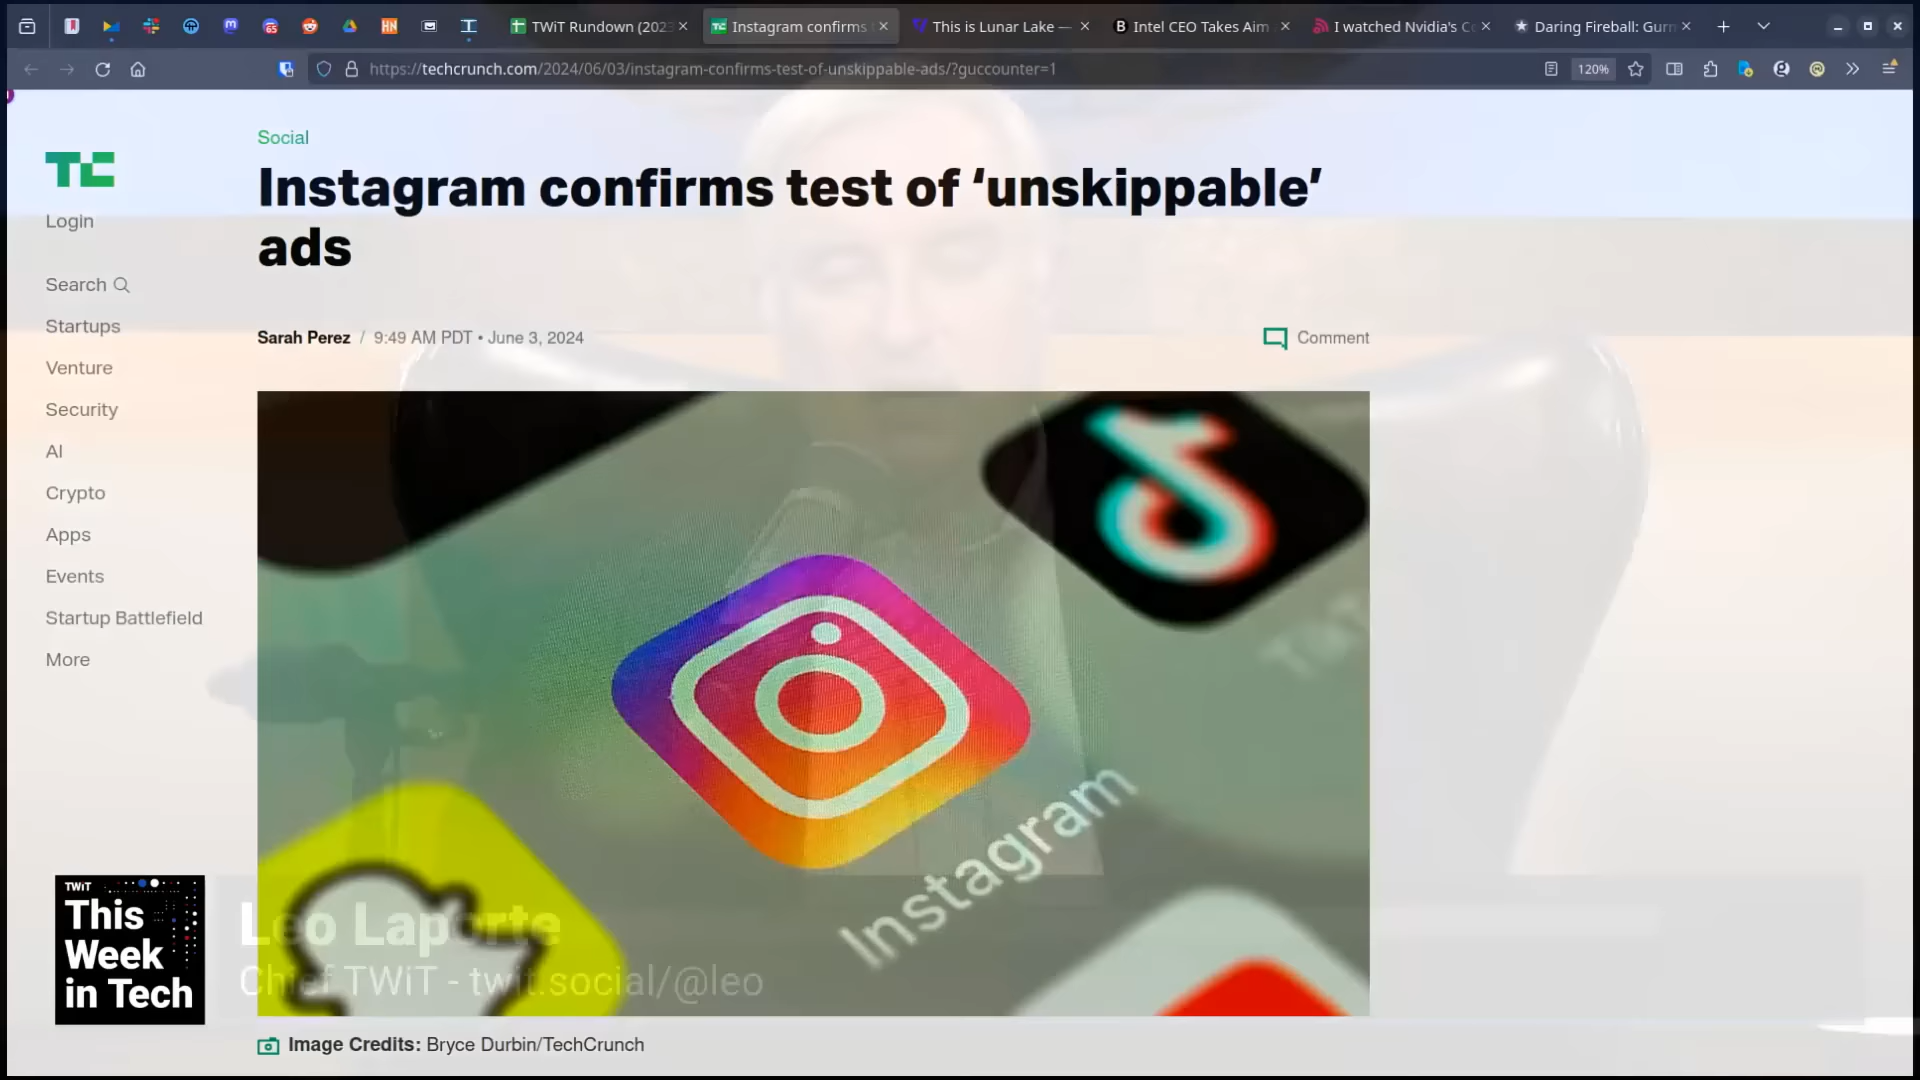 TWiT Rundown (202
Instagram confirms
This is Lunar Lake —
Intel CEO Takes Aim
I watched Nvidia's Co
Daring Fireball: Gurn
https://techcrunch.com/2024/06/03/instagram-confirms-test-of-unskippable-ads/?guccounter=1
120%
TC
Login
Search
Startups
Venture
Security
AI
Crypto
Apps
Events
Startup Battlefield
More
Social
Instagram confirms test of ‘unskippable’
ads
Sarah Perez / 9:49 AM PDT • June 3, 2024
Comment
Instagram
TWiT
This
Week
in Tech
Leo Laporte
Chief TWiT - twit.social/@leo
Image Credits: Bryce Durbin/TechCrunch